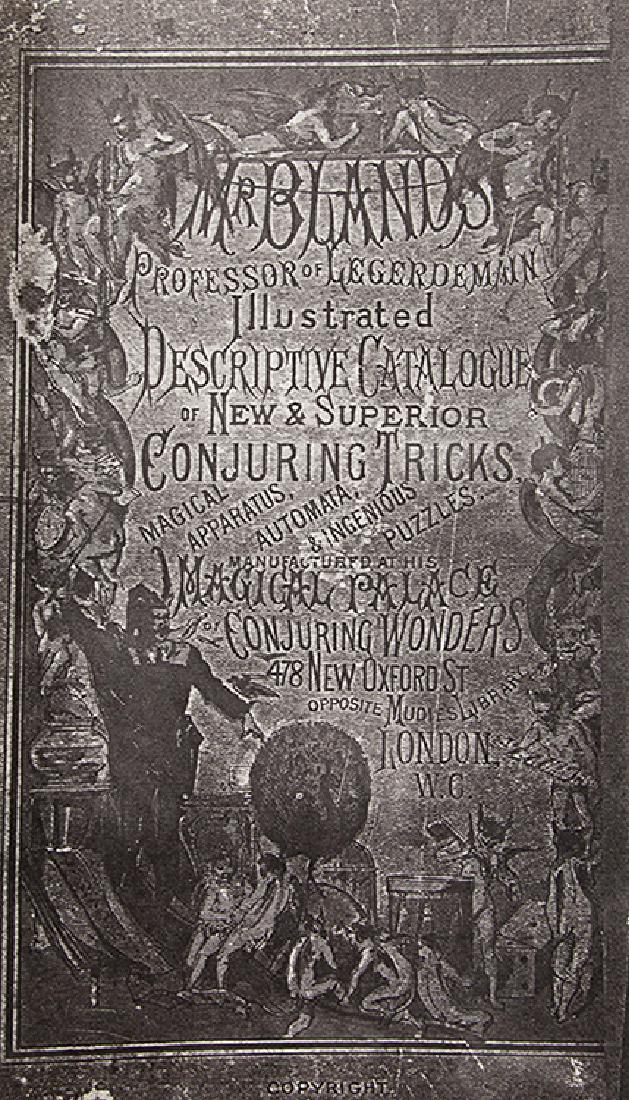 MR BLAND'S
PROFESSOR OF LEGERDEMAIN
Illustrated
DESCRIPTIVE CATALOGUE
OF NEW & SUPERIOR
CONJURING TRICKS.
MAGICAL APPARATUS, AUTOMATA, & INGENIOUS PUZZLES:—
MANUFACTURED AT HIS
MAGICAL PALACE
OF CONJURING WONDERS
478 NEW OXFORD ST
OPPOSITE MUDIES LIBRARY
LONDON.
W.C.
COPYRIGHT.